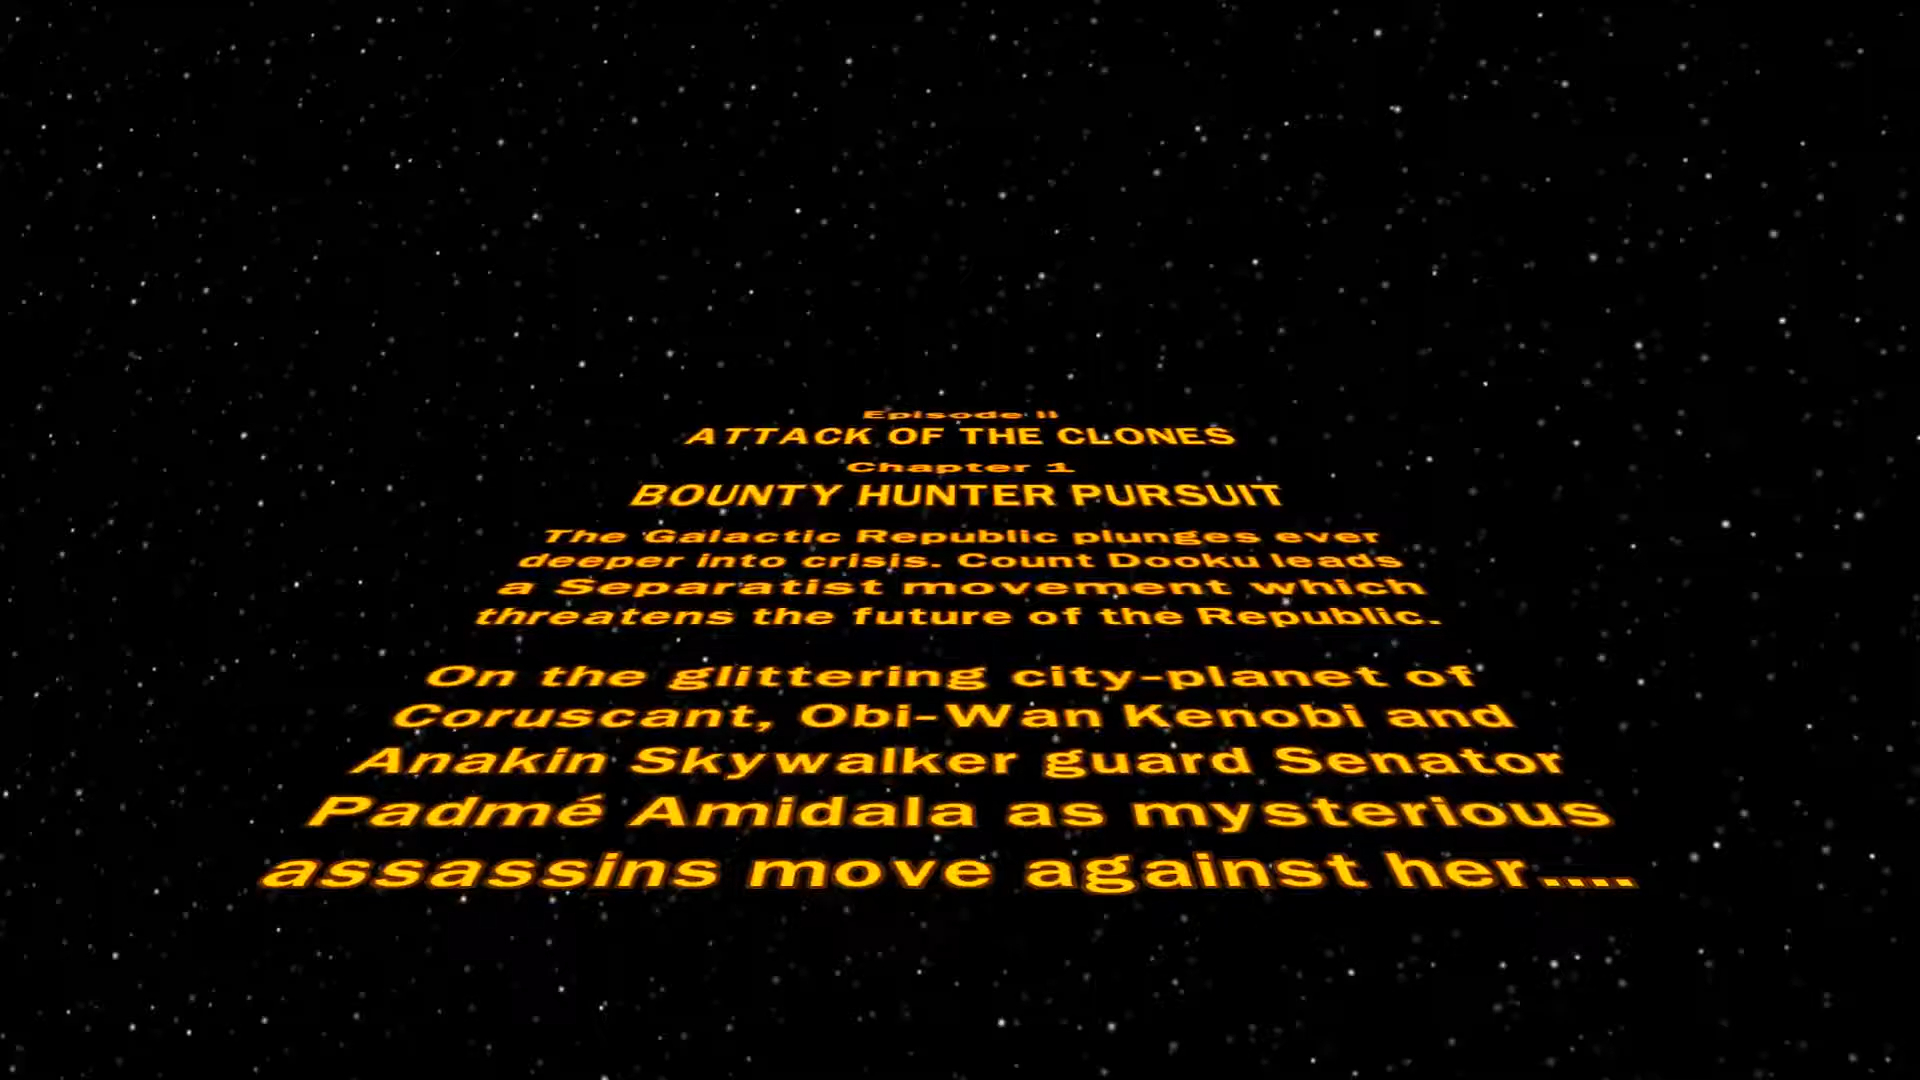 Episode II
ATTACK OF THE CLONES
Chapter 1
BOUNTY HUNTER PURSUIT
The Galactic Republic plunges ever
deeper into crisis. Count Dooku leads
a Separatist movement which
threatens the future of the Republic.
On the glittering city-planet of
Coruscant, Obi-Wan Kenobi and
Anakin Skywalker guard Senator
Padmé Amidala as mysterious
assassins move against her....